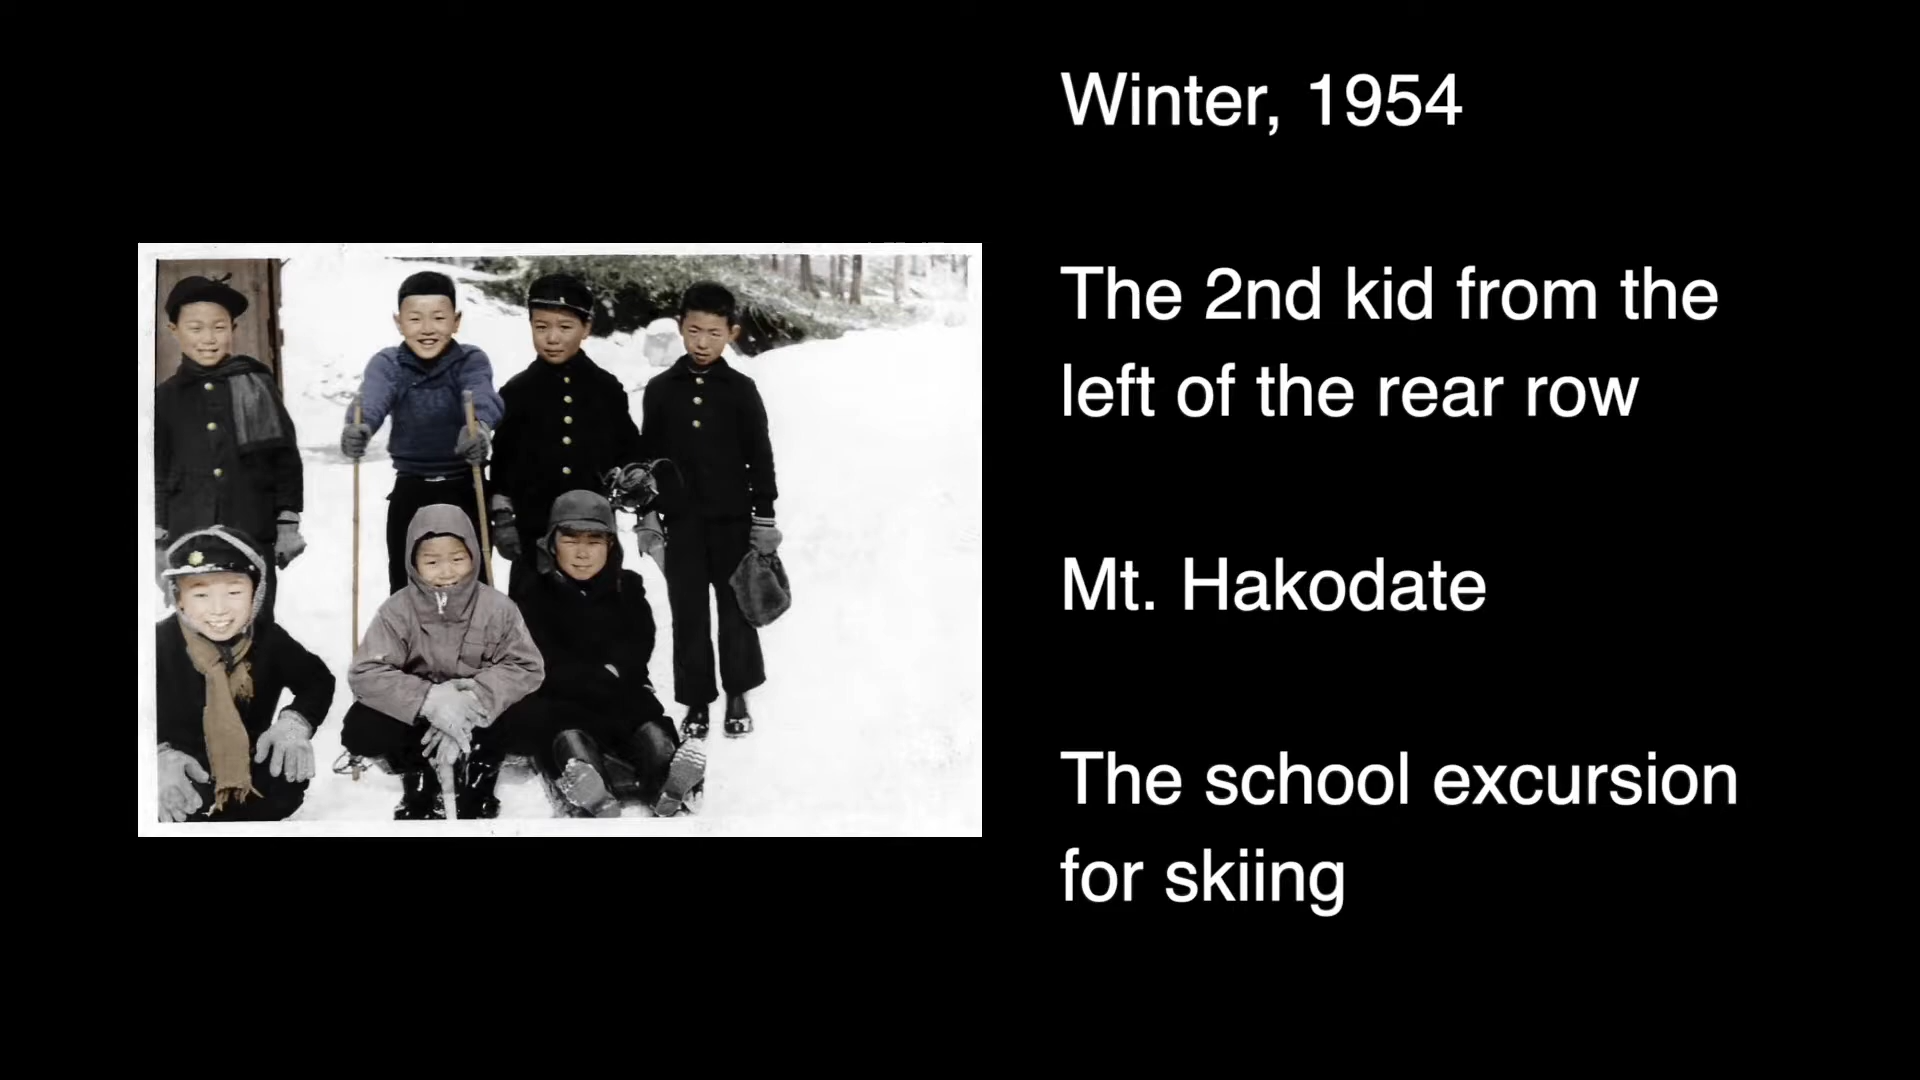 Winter, 1954
The 2nd kid from the
left of the rear row
Mt. Hakodate
The school excursion
for skiing